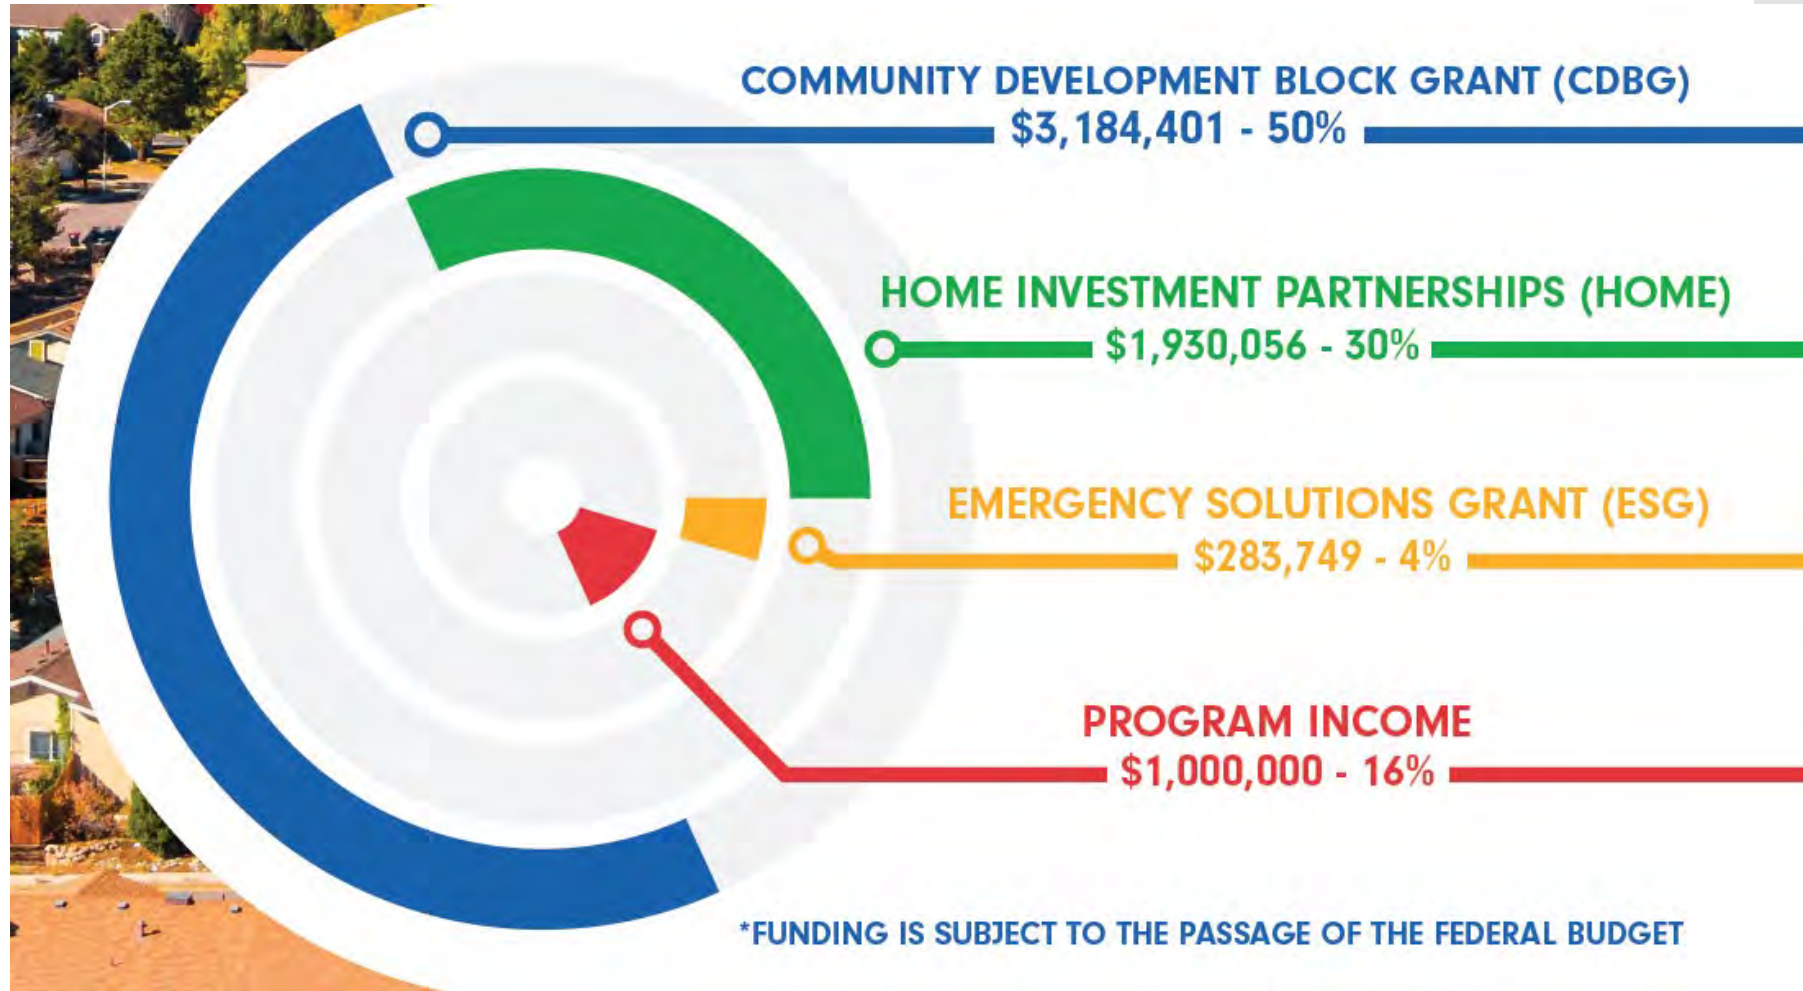 COMMUNITY DEVELOPMENT BLOCK GRANT (CDBG)
$3,184,401 - 50%
HOME INVESTMENT PARTNERSHIPS (HOME)
$1,930,056 - 30%
EMERGENCY SOLUTIONS GRANT (ESG)
$283,749 - 4%
PROGRAM INCOME
$1,000,000 - 16%
*FUNDING IS SUBJECT TO THE PASSAGE OF THE FEDERAL BUDGET